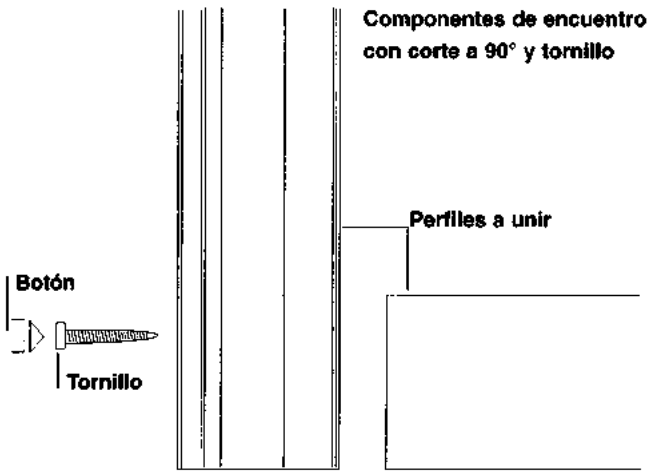 Componentes de encuentro
con corte a 90° y tornillo
Perfiles a unir
Botón
Tornillo